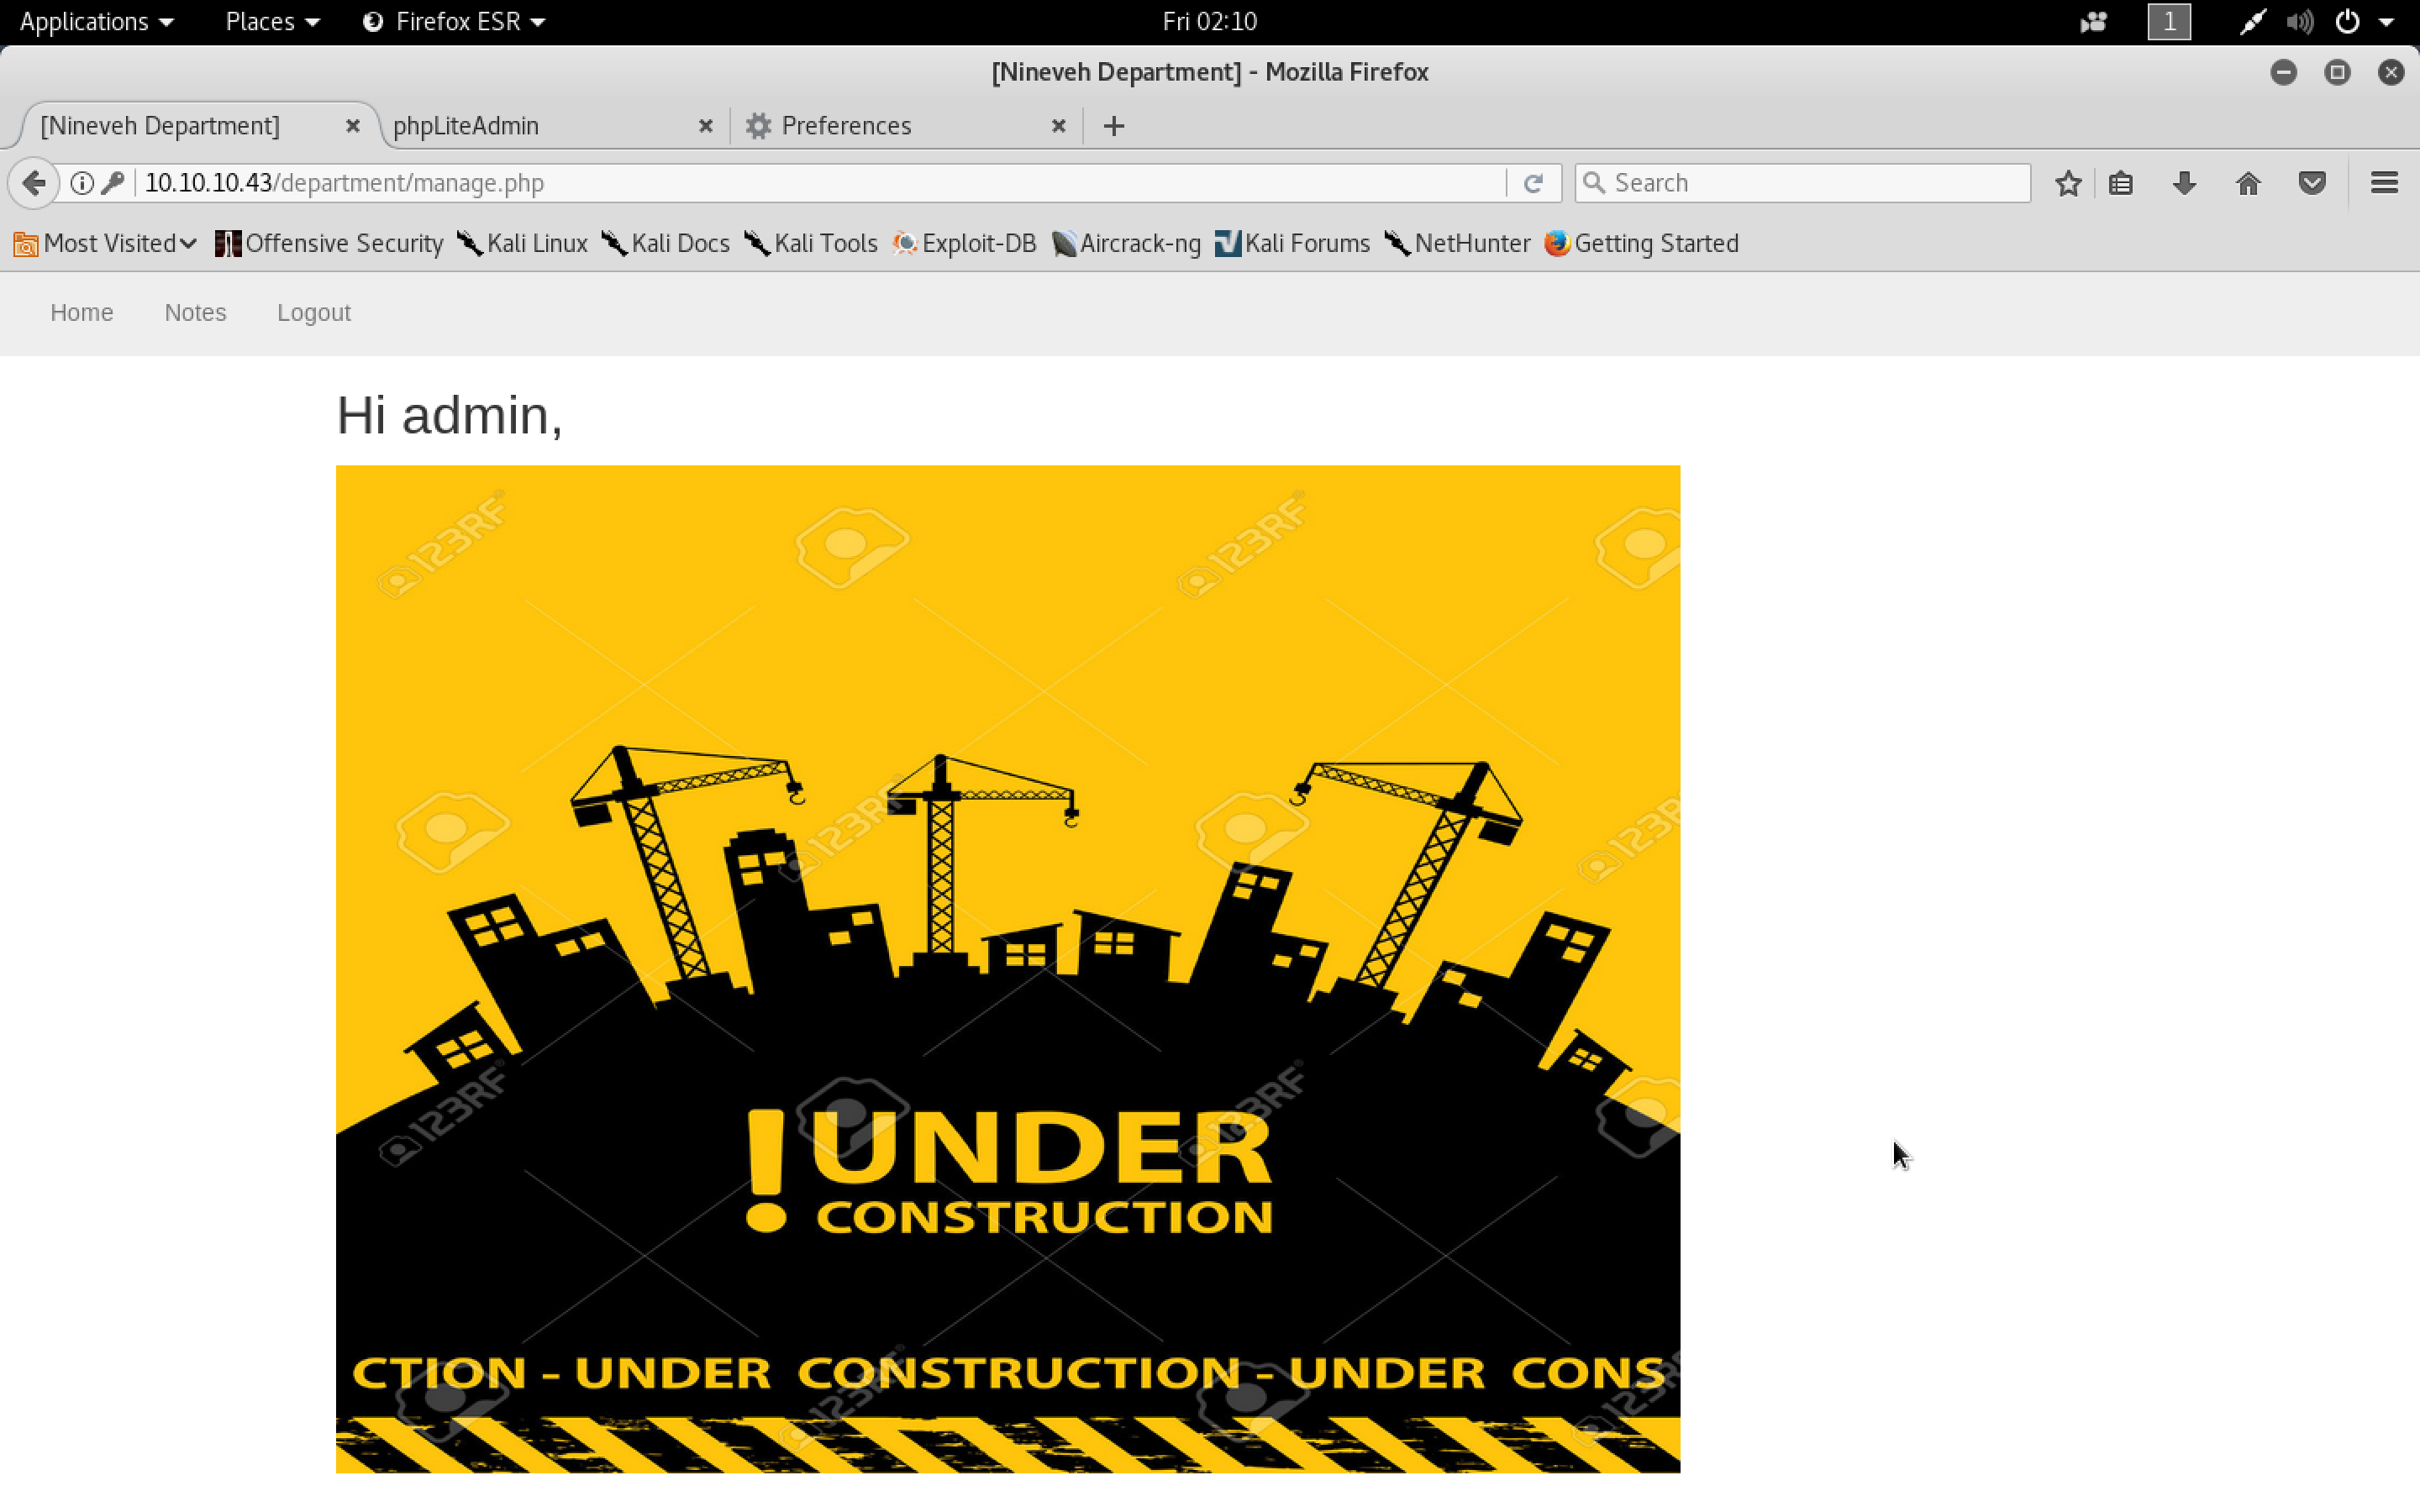 Applications Places Firefox ESR Fri 02:10 1
[Nineveh Department] - Mozilla Firefox
[Nineveh Department] phpLiteAdmin Preferences
10.10.10.43/department/manage.php Search
Most Visited Offensive Security Kali Linux Kali Docs Kali Tools Exploit-DB Aircrack-ng Kali Forums NetHunter Getting Started
Home Notes Logout
Hi admin,
123RF 123RF
123RF 123RF
! UNDER
CONSTRUCTION
123RF 123RF
CTION - UNDER CONSTRUCTION - UNDER CONS
123RF 123RF